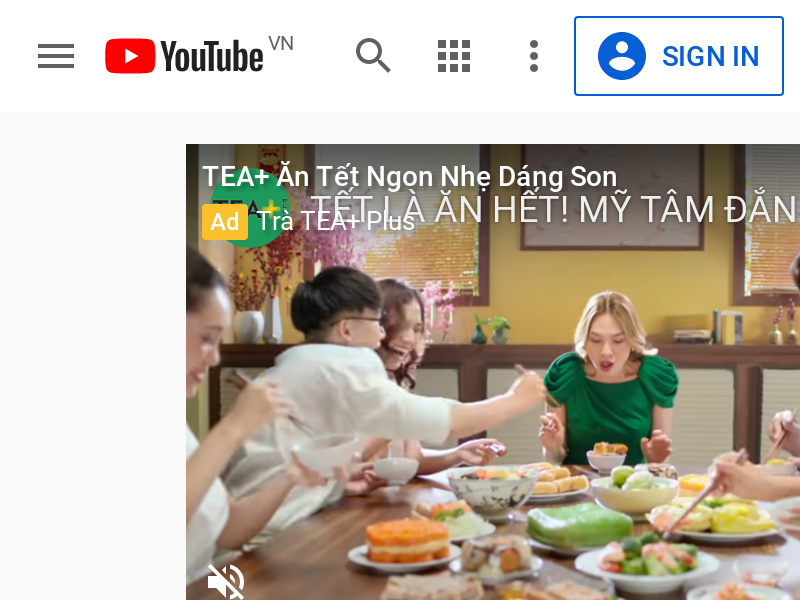 YouTube VN
SIGN IN
TEA+ Ăn Tết Ngon Nhẹ Dáng Son
TEA+
TẾT LÀ ĂN HẾT! MỸ TÂM ĐẮN
Ad Trà TEA+ Plus